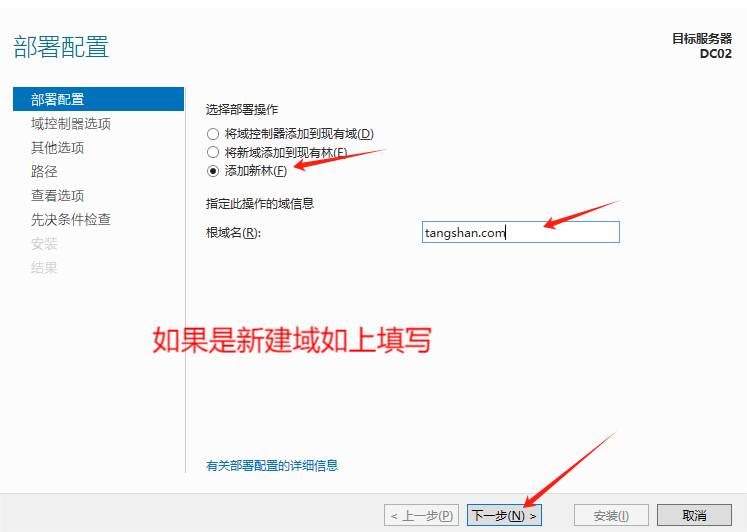 部署配置
目标服务器
DC02
部署配置
域控制器选项
其他选项
路径
查看选项
先决条件检查
安装
结果
选择部署操作
将域控制器添加到现有域(D)
将新域添加到现有林(E)
添加新林(F)
指定此操作的域信息
根域名(R):
tangshan.com
如果是新建域如上填写
有关部署配置的详细信息
< 上一步(P)
下一步(N) >
安装(I)
取消